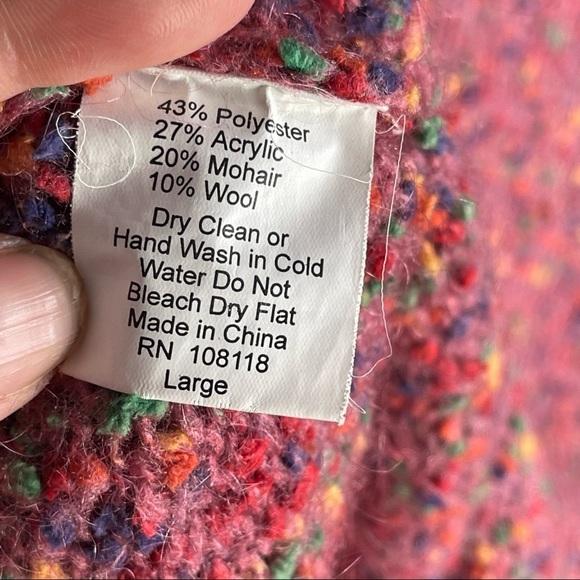 43% Polyester
27% Acrylic
20% Mohair
10% Wool
Dry Clean or
Hand Wash in Cold
Water Do Not
Bleach Dry Flat
Made in China
RN 108118
Large